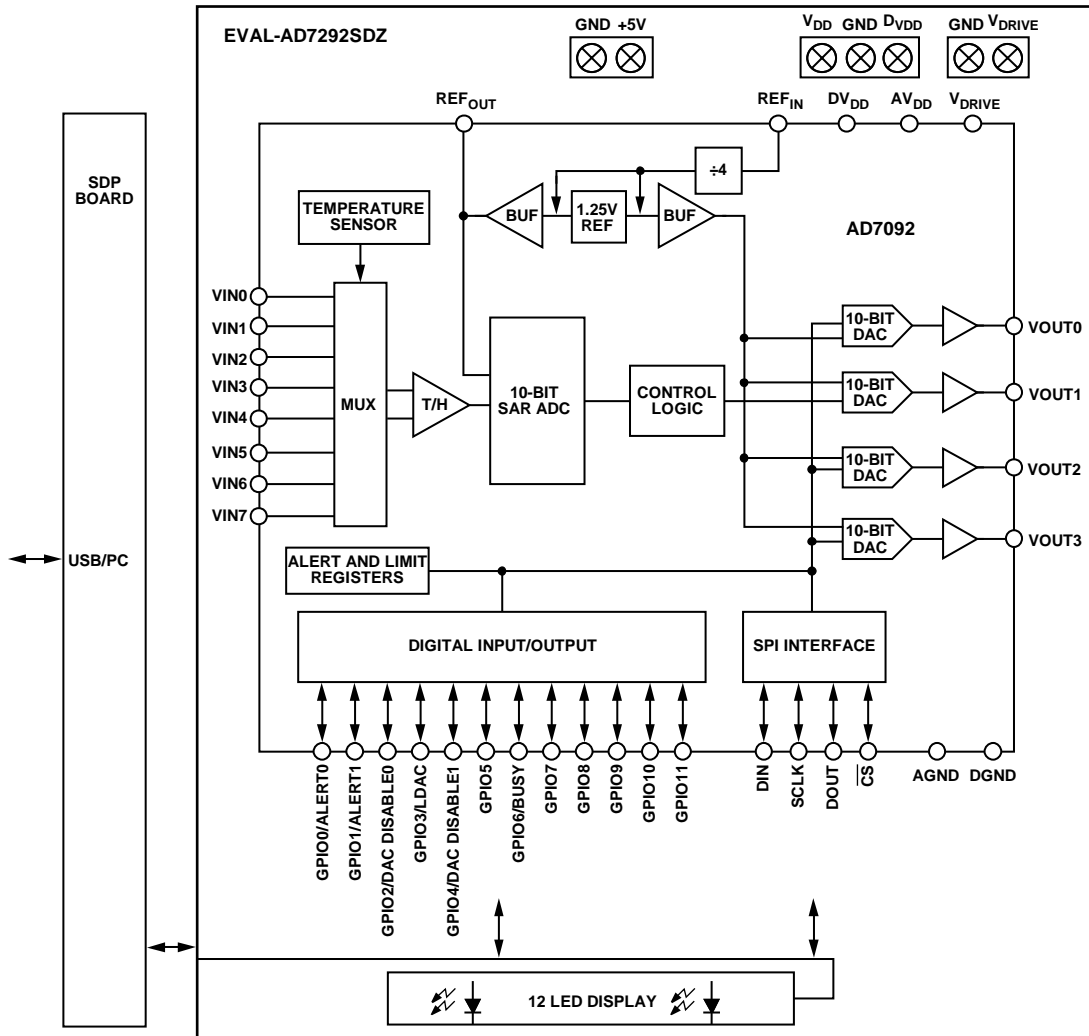 EVAL-AD7292SDZ
GND +5V
VDD GND DVDD
GND VDRIVE
REFOUT
REFIN
DVDD
AVDD
VDRIVE
SDP
BOARD
÷4
TEMPERATURE
SENSOR
BUF
1.25V
REF
BUF
AD7092
VIN0
VIN1
VIN2
VIN3
VIN4
VIN5
VIN6
VIN7
MUX
T/H
10-BIT
SAR ADC
CONTROL
LOGIC
10-BIT
DAC
VOUT0
10-BIT
DAC
VOUT1
10-BIT
DAC
VOUT2
10-BIT
DAC
VOUT3
USB/PC
ALERT AND LIMIT
REGISTERS
DIGITAL INPUT/OUTPUT
SPI INTERFACE
GPIO0/ALERT0
GPIO1/ALERT1
GPIO2/DAC DISABLE0
GPIO3/LDAC
GPIO4/DAC DISABLE1
GPIO5
GPIO6/BUSY
GPIO7
GPIO8
GPIO9
GPIO10
GPIO11
DIN
SCLK
DOUT
CS
AGND
DGND
12 LED DISPLAY